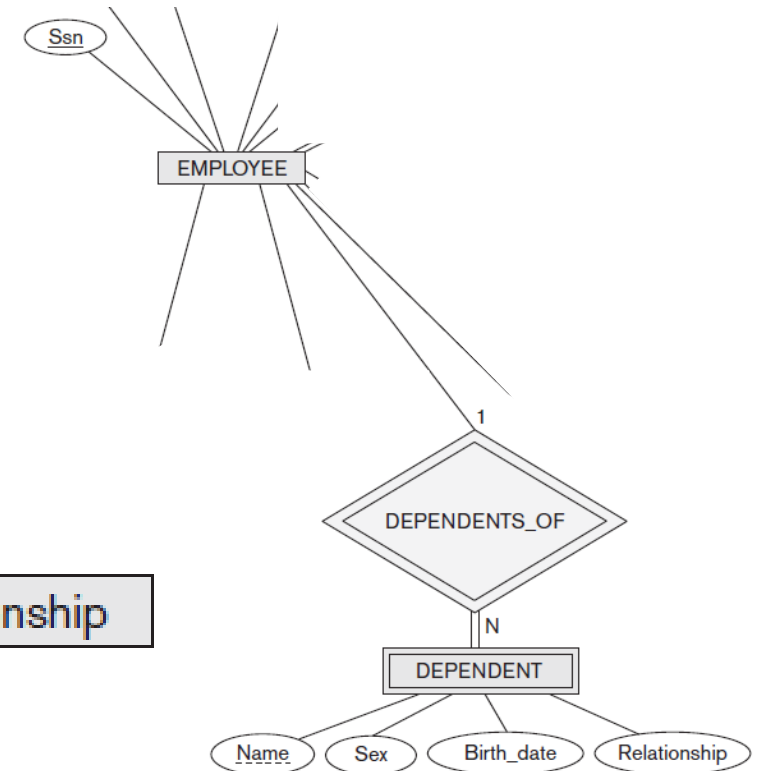 Ssn
EMPLOYEE
1
DEPENDENTS_OF
nship
N
DEPENDENT
Name
Sex
Birth_date
Relationship